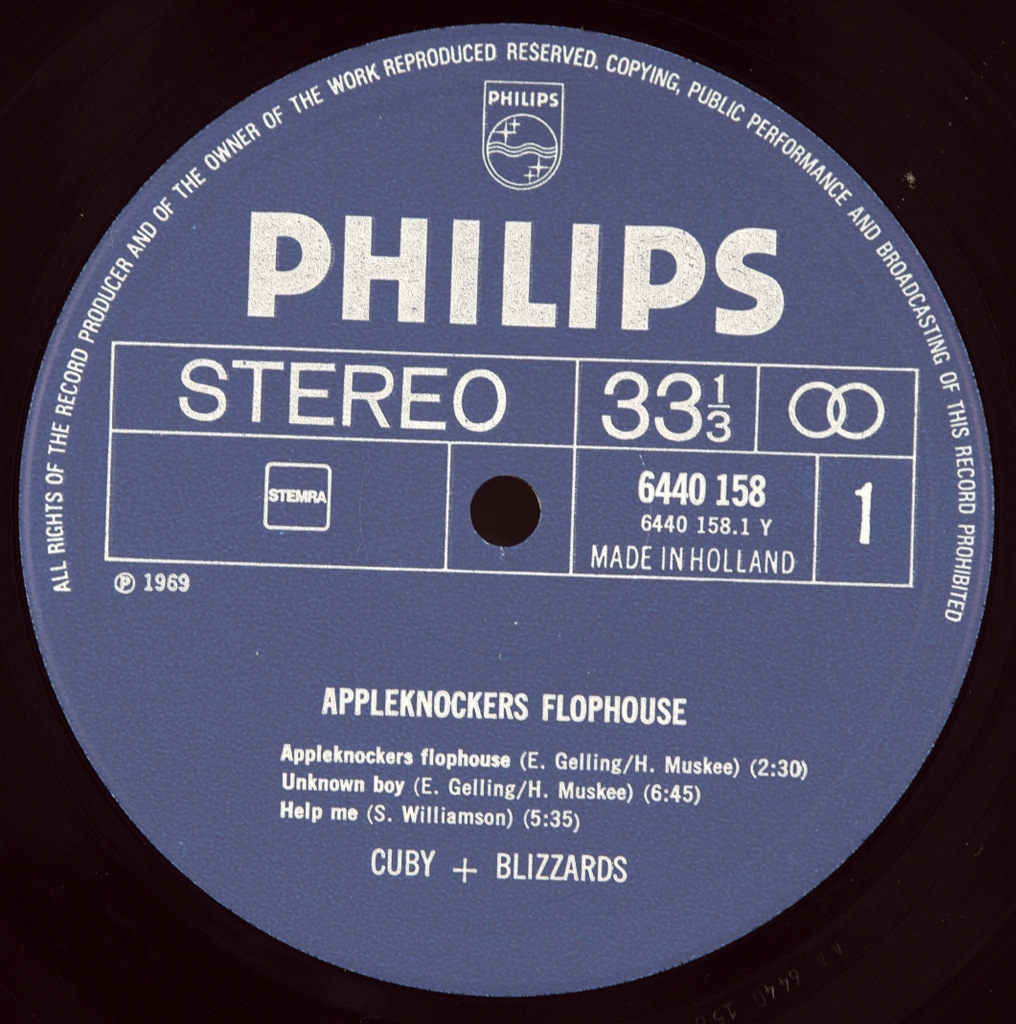 ALL RIGHTS OF THE RECORD PRODUCER AND OF THE OWNER OF THE WORK REPRODUCED RESERVED. COPYING, PUBLIC PERFORMANCE AND BROADCASTING OF THIS RECORD PROHIBITED
PHILIPS
PHILIPS
STEREO 33 1/3
STEMRA
6440 158 1
6440 158.1 Y
MADE IN HOLLAND
℗ 1969
APPLEKNOCKERS FLOPHOUSE
Appleknockers flophouse (E. Gelling/H. Muskee) (2:30)
Unknown boy (E. Gelling/H. Muskee) (6:45)
Help me (S. Williamson) (5:35)
CUBY + BLIZZARDS